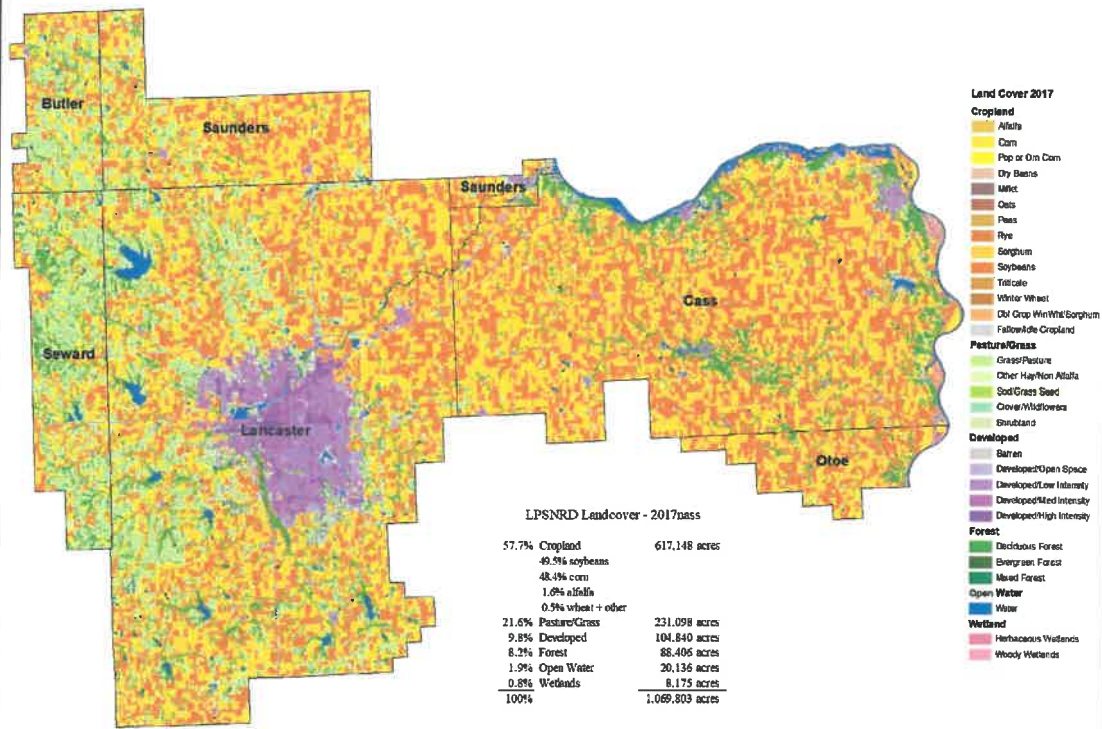 Butler
Saunders
Saunders
Cass
Seward
Lancaster
Otoe
Land Cover 2017
Cropland
Alfalfa
Corn
Pop or Orn Corn
Dry Beans
Millet
Oats
Peas
Rye
Sorghum
Soybeans
Triticale
Winter Wheat
Dbl Crop WinWht/Sorghum
Fallow/Idle Cropland
Pasture/Grass
Grass/Pasture
Other Hay/Non Alfalfa
Sod/Grass Seed
Clover/Wildflowers
Shrubland
Developed
Barren
Developed/Open Space
Developed/Low Intensity
Developed/Med Intensity
Developed/High Intensity
Forest
Deciduous Forest
Evergreen Forest
Mixed Forest
Open Water
Water
Wetland
Herbaceous Wetlands
Woody Wetlands
LPSNRD Landcover - 2017nass
57.7% Cropland 617,148 acres
49.5% soybeans
48.4% corn
1.6% alfalfa
0.5% wheat + other
21.6% Pasture/Grass 231,098 acres
9.8% Developed 104,840 acres
8.2% Forest 88,406 acres
1.9% Open Water 20,136 acres
0.8% Wetlands 8,175 acres
100% 1,069,803 acres